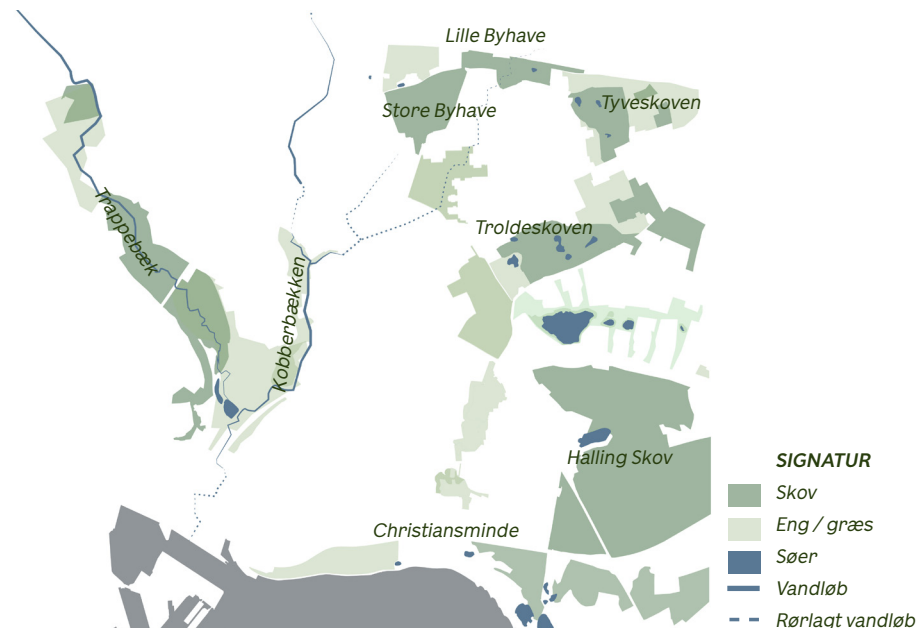 Lille Byhave
Store Byhave
Tyveskoven
Trappebæk
Troldeskoven
Kobberbækken
Halling Skov
Christiansminde
SIGNATUR
Skov
Eng / græs
Søer
Vandløb
Rørlagt vandløb